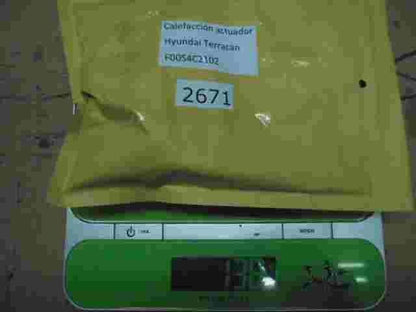 Calefacción actuador
Hyundai Terracan
F00S4C2102
2671